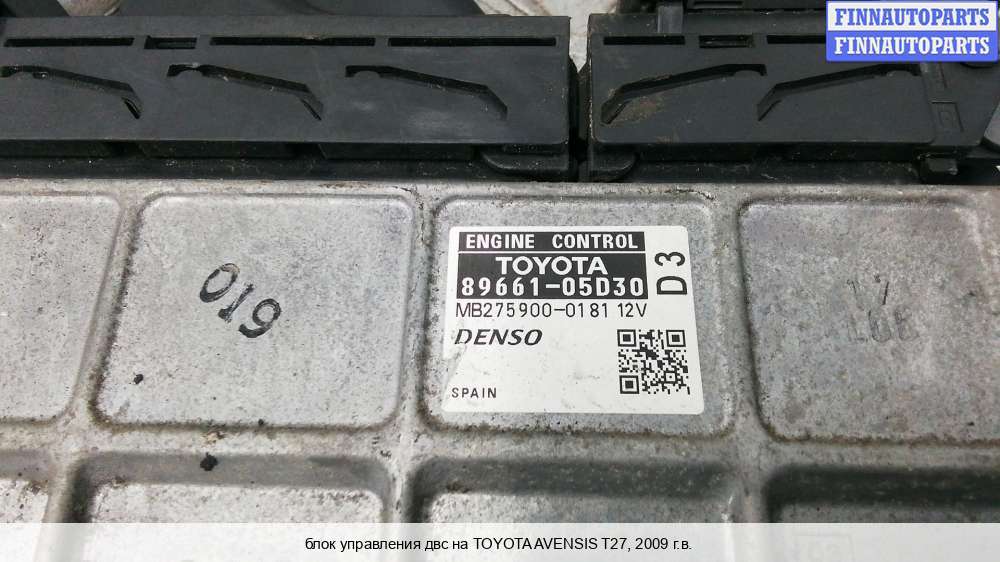 FINNAUTOPARTS
FINNAUTOPARTS
ENGINE CONTROL
TOYOTA
89661-05D30
D3
MB275900-0181 12V
DENSO
SPAIN
019
17
блок управления двс на TOYOTA AVENSIS T27, 2009 г.в.